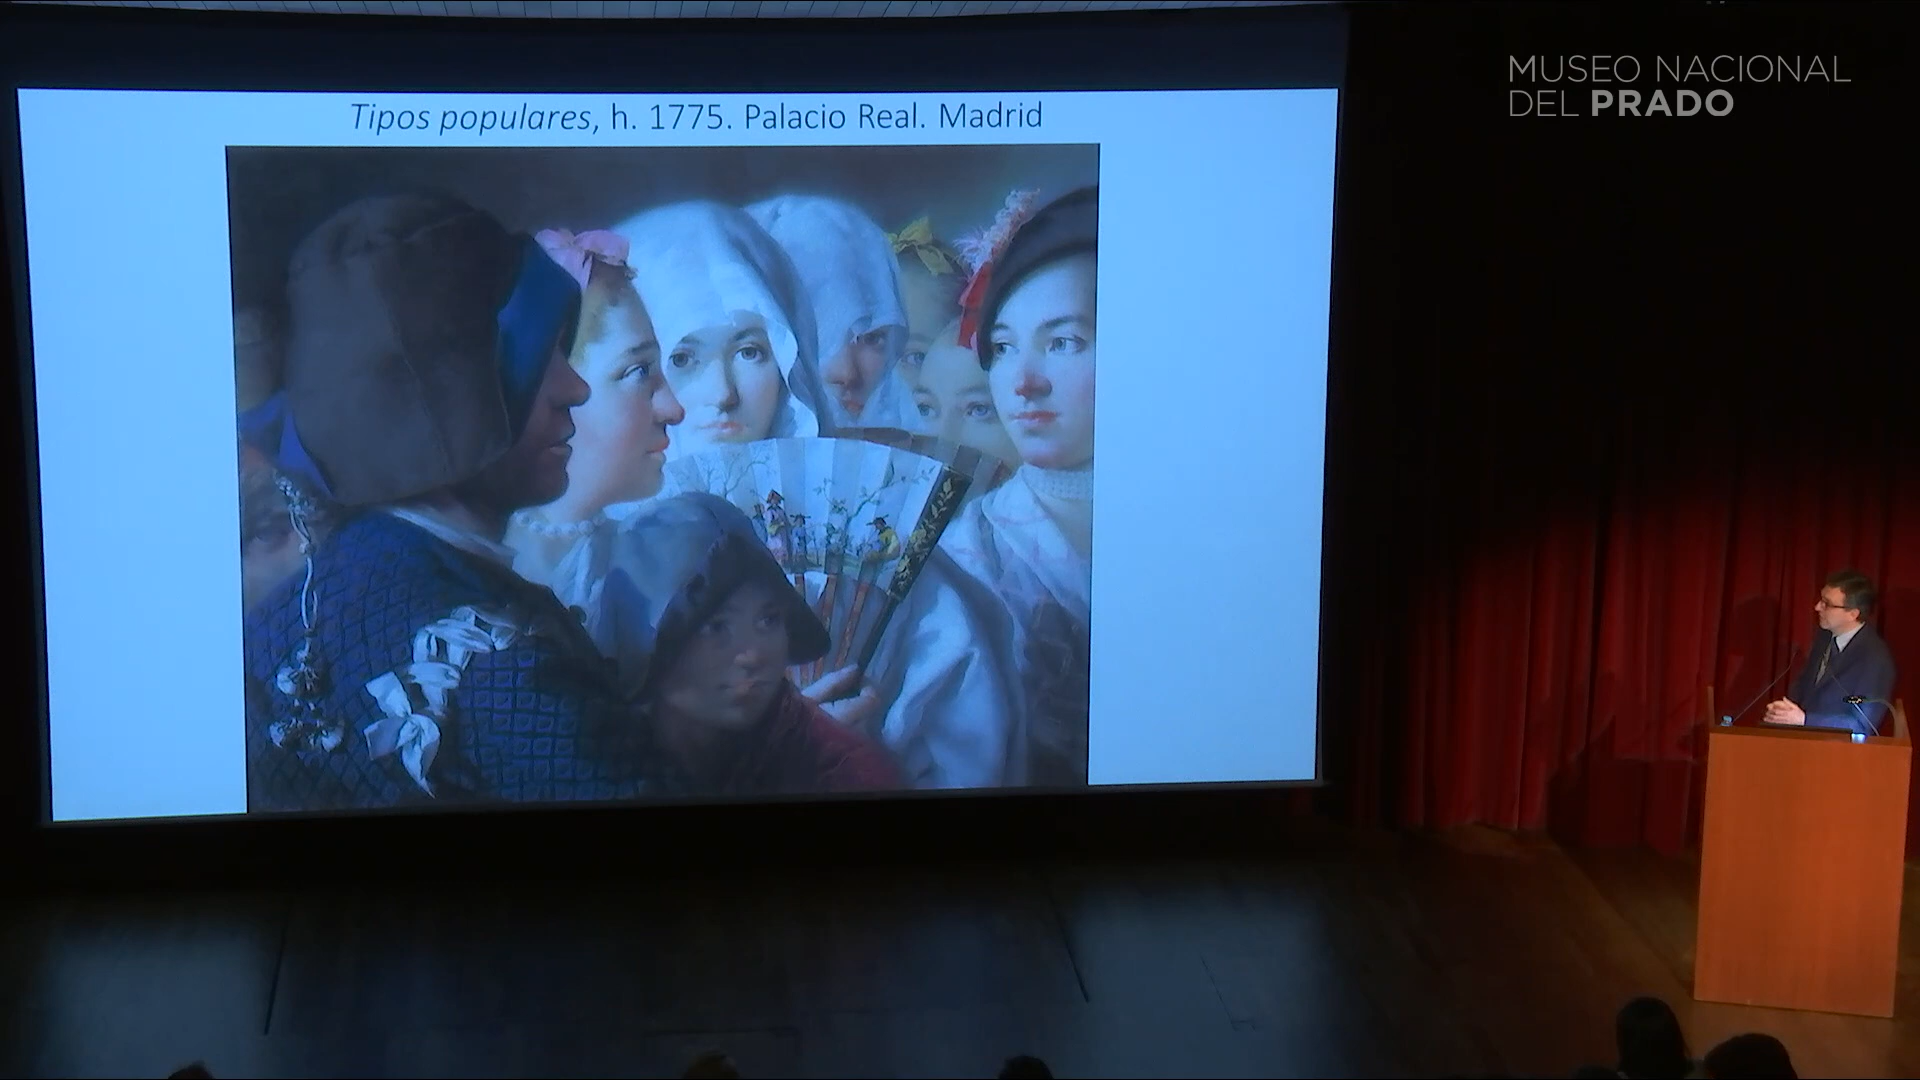 Tipos populares, h. 1775. Palacio Real. Madrid
MUSEO NACIONAL
DEL PRADO